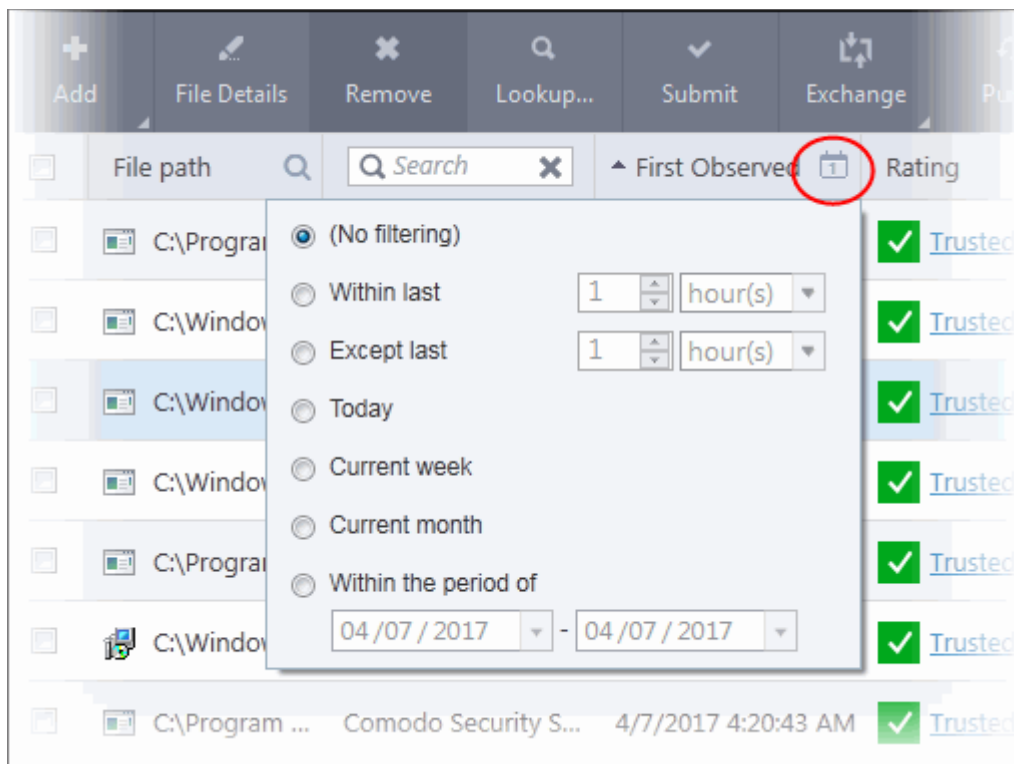 Add File Details Remove Lookup... Submit Exchange
File path Search First Observed 1 Rating
(No filtering)
C:\Program Trusted
Within last 1 hour(s)
C:\Window Trusted
Except last 1 hour(s)
C:\Window Today Trusted
Current week
C:\Window Trusted
Current month
C:\Program Trusted
Within the period of
04/07/2017 - 04/07/2017
C:\Window Trusted
C:\Program ... Comodo Security S... 4/7/2017 4:20:43 AM Trusted